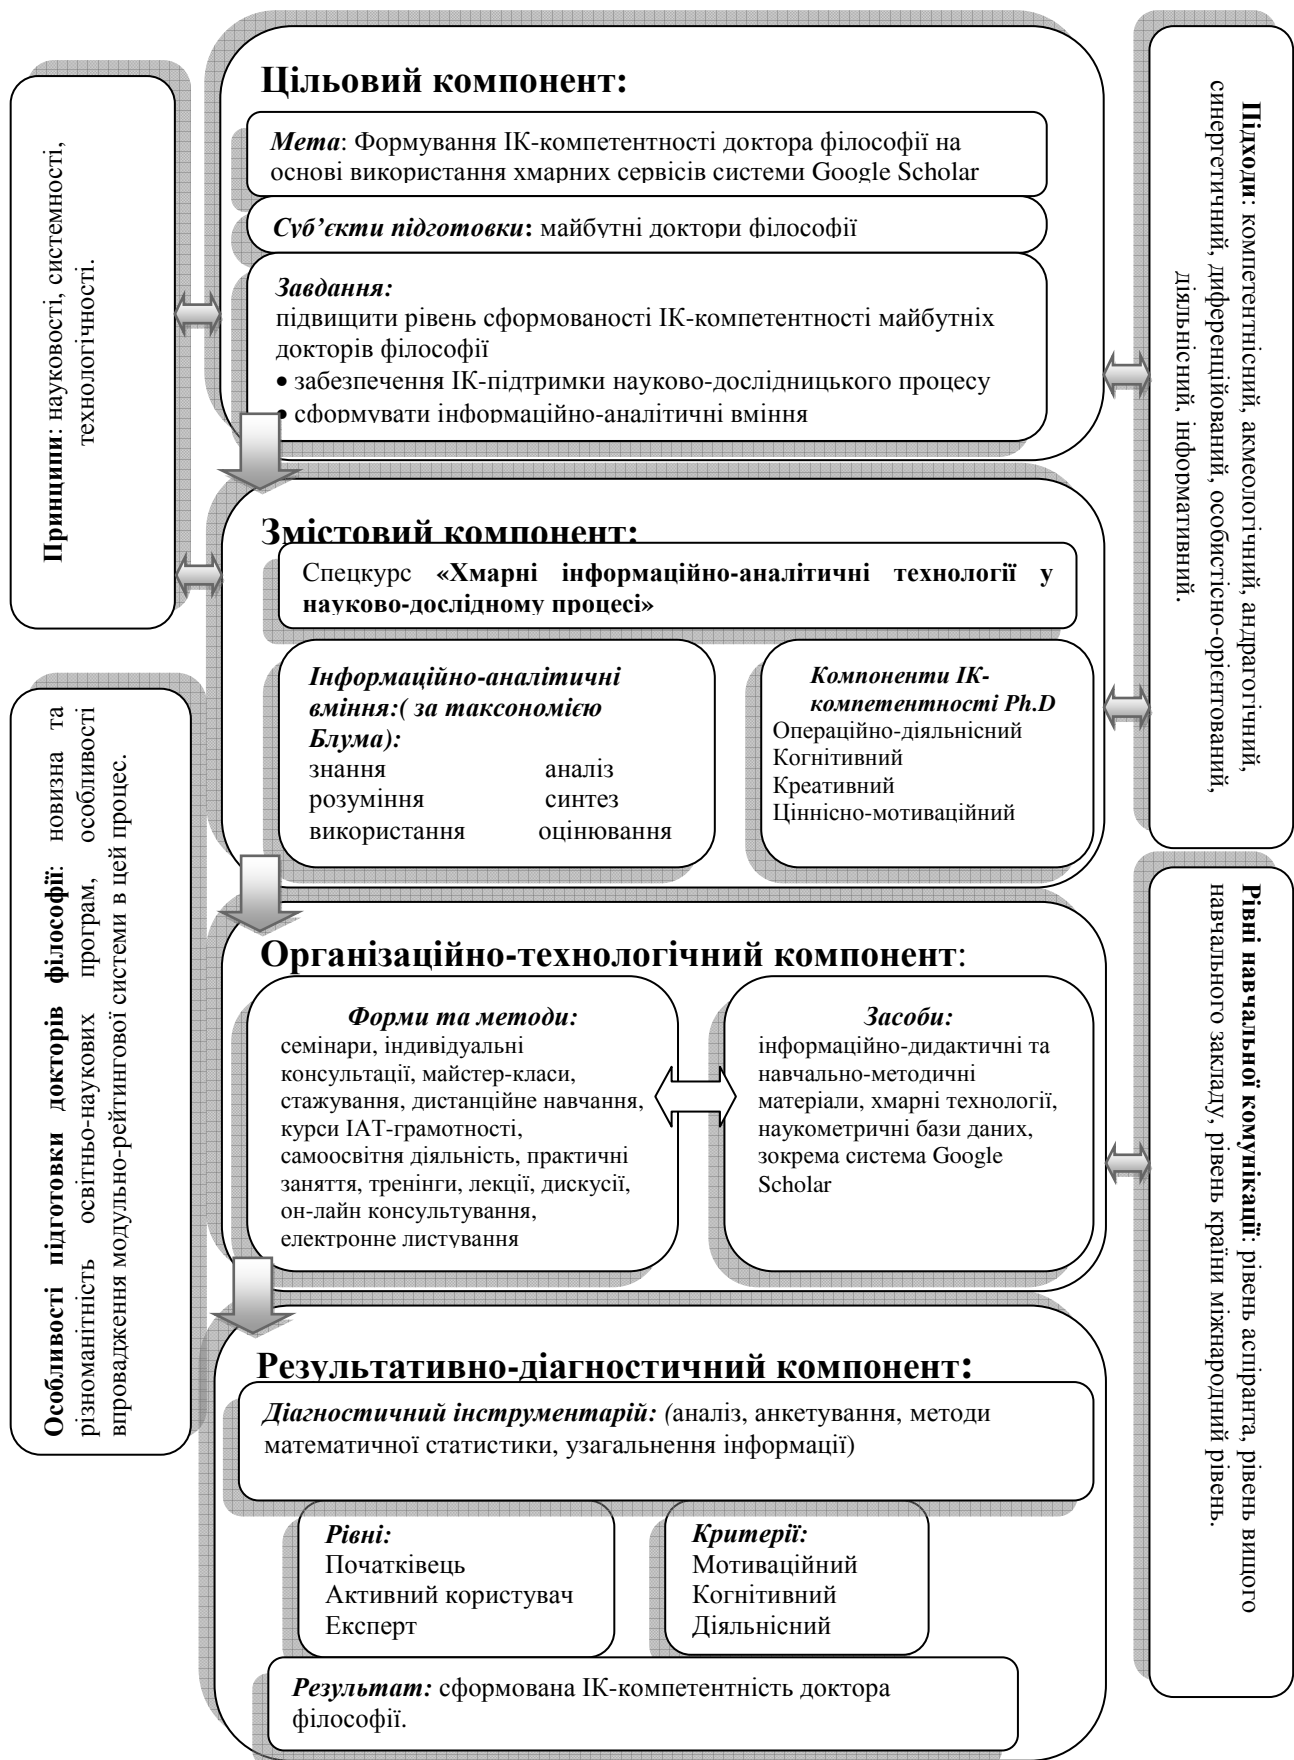 Цільовий компонент:
Мета: Формування ІК-компетентності доктора філософії на
основі використання хмарних сервісів системи Google Scholar
Суб’єкти підготовки: майбутні доктори філософії
Завдання:
підвищити рівень сформованості ІК-компетентності майбутніх
докторів філософії
• забезпечення ІК-підтримки науково-дослідницького процесу
• сформувати інформаційно-аналітичні вміння
Принципи: науковості, системності,
технологічності.
Підходи: компетентнісний, акмеологічний, андрагогічний,
синергетичний, диференційований, особистісно-орієнтований,
діяльнісний, інформативний.
Змістовий компонент:
Спецкурс «Хмарні інформаційно-аналітичні технології у
науково-дослідному процесі»
Інформаційно-аналітичні
вміння:( за таксономією
Блума):
знання аналіз
розуміння синтез
використання оцінювання
Компоненти ІК-
компетентності Ph.D
Операційно-діяльнісний
Когнітивний
Креативний
Ціннісно-мотиваційний
Особливості підготовки докторів філософії: новизна та
різноманітність освітньо-наукових програм, особливості
впровадження модульно-рейтингової системи в цей процес.
Рівні навчальної комунікації: рівень аспіранта, рівень вищого
навчального закладу, рівень країни міжнародний рівень.
Організаційно-технологічний компонент:
Форми та методи:
семінари, індивідуальні
консультації, майстер-класи,
стажування, дистанційне навчання,
курси ІАТ-грамотності,
самоосвітня діяльність, практичні
заняття, тренінги, лекції, дискусії,
он-лайн консультування,
електронне листування
Засоби:
інформаційно-дидактичні та
навчально-методичні
матеріали, хмарні технології,
наукометричні бази даних,
зокрема система Google
Scholar
Результативно-діагностичний компонент:
Діагностичний інструментарій: (аналіз, анкетування, методи
математичної статистики, узагальнення інформації)
Рівні:
Початківець
Активний користувач
Експерт
Критерії:
Мотиваційний
Когнітивний
Діяльнісний
Результат: сформована ІК-компетентність доктора
філософії.